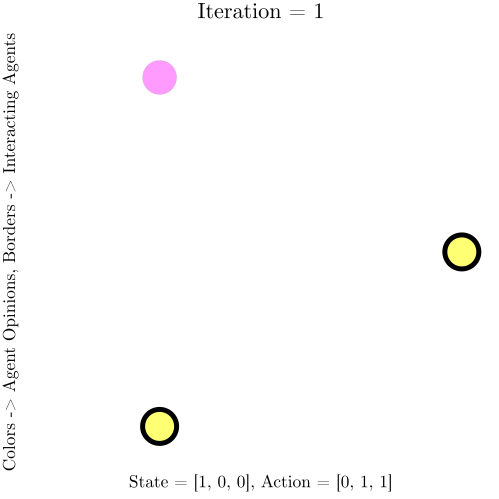 Iteration = 1
Colors -> Agent Opinions, Borders -> Interacting Agents
State = [1, 0, 0], Action = [0, 1, 1]